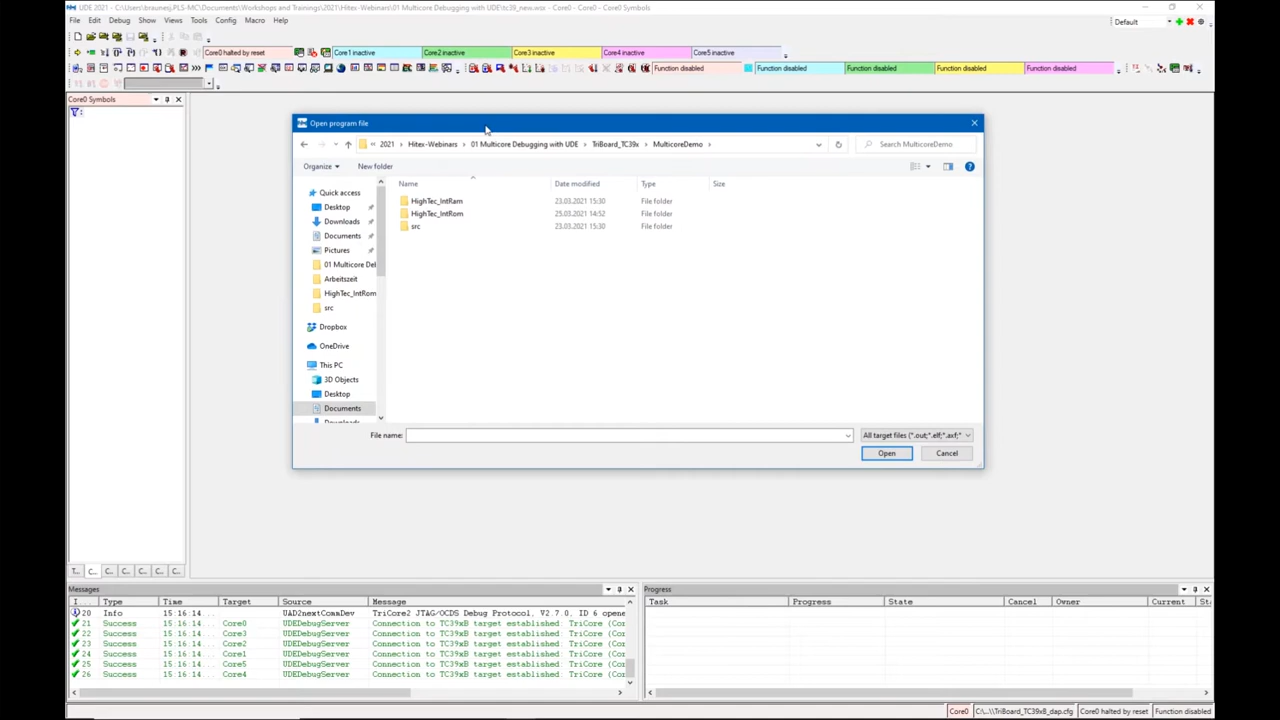 UDE 2021 - C:\Users\braunesj.PLS-MC\Documents\Workshops and Trainings\2021\Hitex-Webinars\01 Multicore Debugging with UDE\tc39_new.wsx - Core0 - Core0 Symbols
File Edit Debug Show Views Tools Config Macro Help
Default
Core0 halted by reset Core1 inactive Core2 inactive Core3 inactive Core4 inactive Core5 inactive
Function disabled Function disabled Function disabled Function disabled Function disabled
Core0 Symbols
Open program file
« 2021 > Hitex-Webinars > 01 Multicore Debugging with UDE > TriBoard_TC39x > MulticoreDemo >
Search MulticoreDemo
Organize New folder
Name Date modified Type Size
HighTec_IntRam 23.03.2021 15:30 File folder
HighTec_IntRom 25.03.2021 14:52 File folder
src 23.03.2021 15:30 File folder
Quick access
Desktop
Downloads
Documents
Pictures
01 Multicore Del
Arbeitszeit
HighTec_IntRom
src
Dropbox
OneDrive
This PC
3D Objects
Desktop
Documents
Downloads
File name: All target files (*.out;*.elf;*.axf;*
Open Cancel
T... C... C... C... C... C... C...
Messages
I... Type Time Target Source Message
20 Info 15:16:14... UAD2nextCommDev TriCore2 JTAG/OCDS Debug Protocol, V2.7.0, ID 6 opene
21 Success 15:16:14... Core0 UDEDebugServer Connection to TC39xB target established: TriCore (Cor
22 Success 15:16:14... Core3 UDEDebugServer Connection to TC39xB target established: TriCore (Cor
23 Success 15:16:14... Core2 UDEDebugServer Connection to TC39xB target established: TriCore (Cor
24 Success 15:16:14... Core1 UDEDebugServer Connection to TC39xB target established: TriCore (Cor
25 Success 15:16:14... Core5 UDEDebugServer Connection to TC39xB target established: TriCore (Cor
26 Success 15:16:14... Core4 UDEDebugServer Connection to TC39xB target established: TriCore (Cor
Progress
Task Progress State Cancel Owner Current St
Core0 C:\...\TriBoard_TC39xB_dap.cfg Core0 halted by reset Function disabled